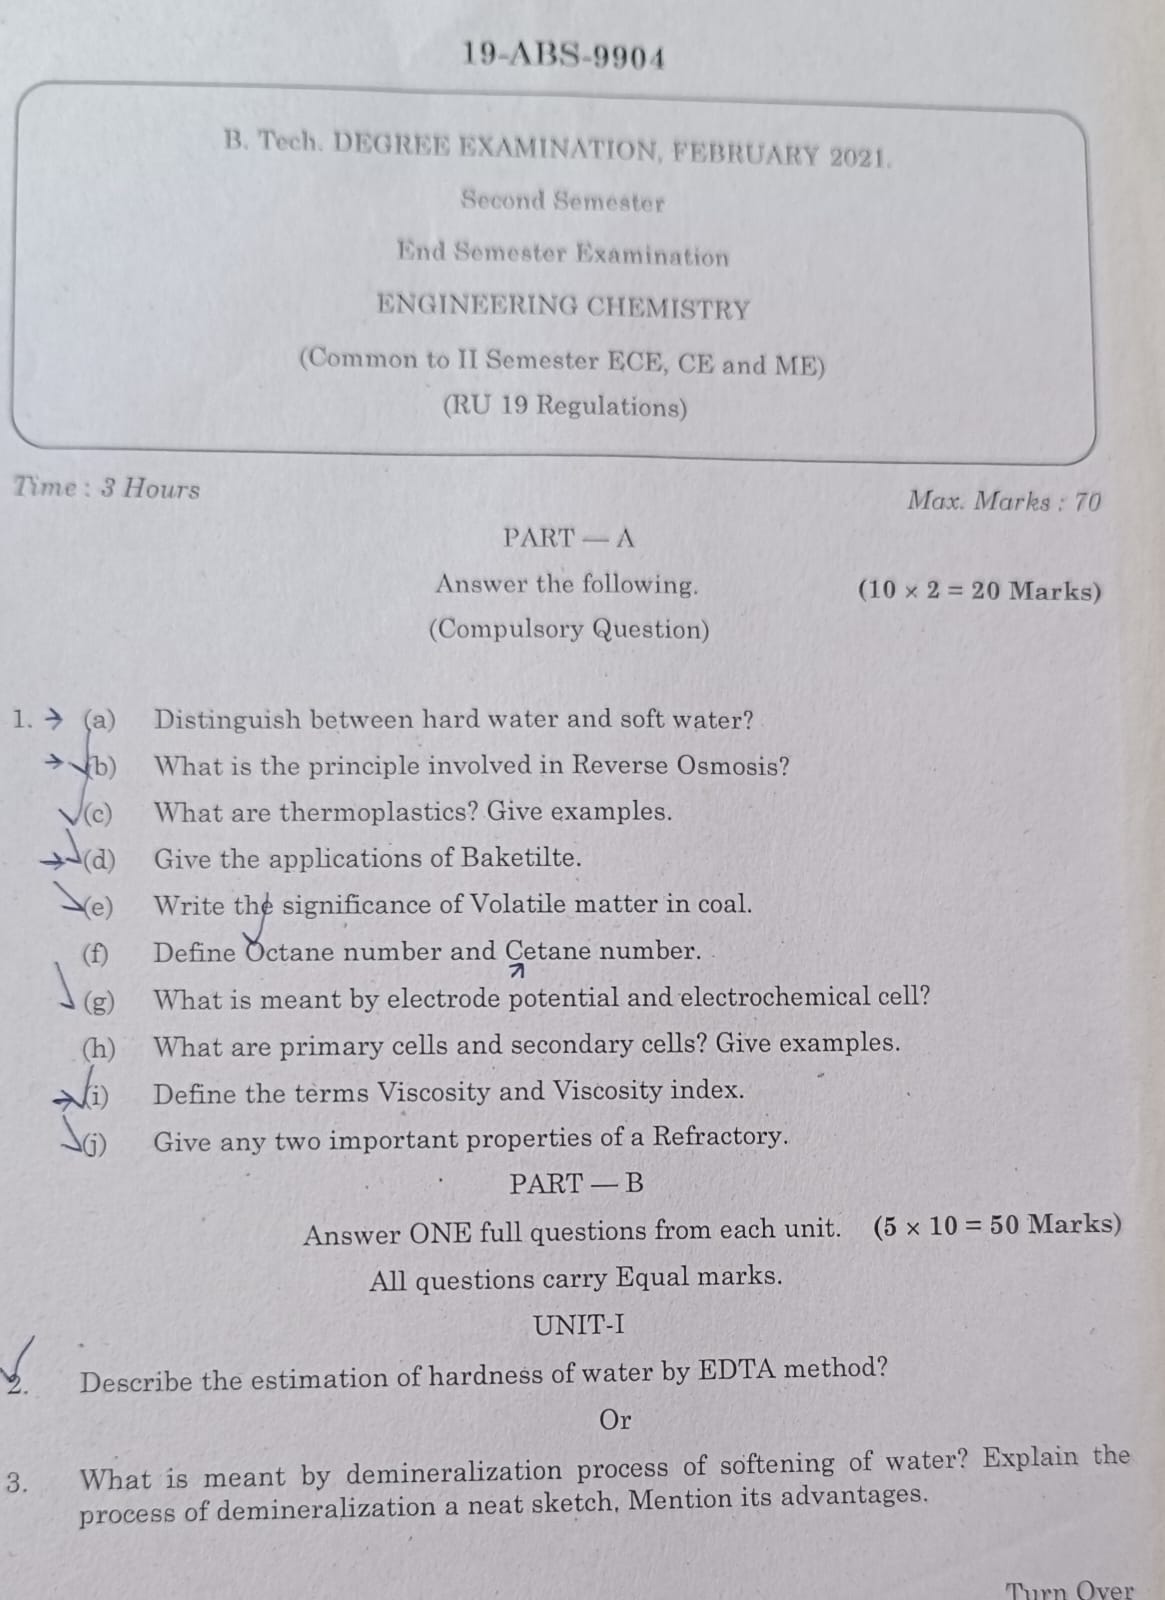 19-ABS-9904
B. Tech. DEGREE EXAMINATION, FEBRUARY 2021.
Second Semester
End Semester Examination
ENGINEERING CHEMISTRY
(Common to II Semester ECE, CE and ME)
(RU 19 Regulations)
Time : 3 Hours
Max. Marks : 70
PART — A
Answer the following. (10 × 2 = 20 Marks)
(Compulsory Question)
1. (a) Distinguish between hard water and soft water?
(b) What is the principle involved in Reverse Osmosis?
(c) What are thermoplastics? Give examples.
(d) Give the applications of Baketilte.
(e) Write the significance of Volatile matter in coal.
(f) Define Octane number and Cetane number.
(g) What is meant by electrode potential and electrochemical cell?
(h) What are primary cells and secondary cells? Give examples.
(i) Define the terms Viscosity and Viscosity index.
(j) Give any two important properties of a Refractory.
PART — B
Answer ONE full questions from each unit. (5 × 10 = 50 Marks)
All questions carry Equal marks.
UNIT-I
2. Describe the estimation of hardness of water by EDTA method?
Or
3. What is meant by demineralization process of softening of water? Explain the
process of demineralization a neat sketch, Mention its advantages.
Turn Over